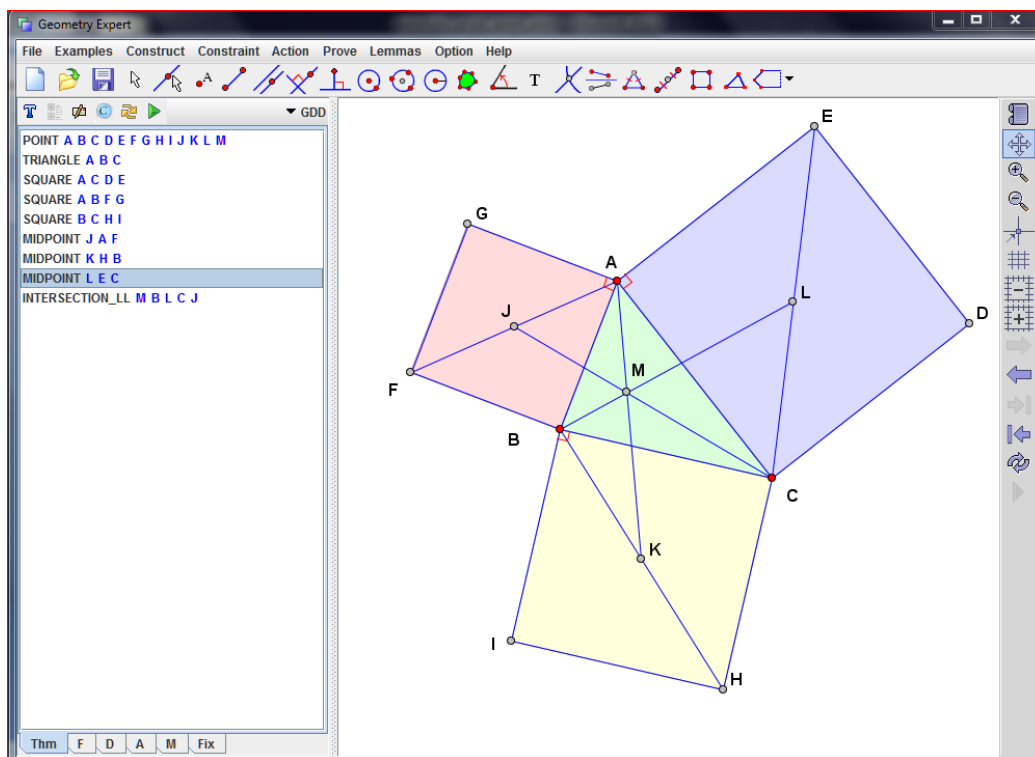 Geometry Expert
File Examples Construct Constraint Action Prove Lemmas Option Help
A T
T C GDD
POINT A B C D E F G H I J K L M
TRIANGLE A B C
SQUARE A C D E
SQUARE A B F G
SQUARE B C H I
MIDPOINT J A F
MIDPOINT K H B
MIDPOINT L E C
INTERSECTION_LL M B L C J
E
G
A
L
J
D
M
F
B
C
K
I
H
Thm F D A M Fix